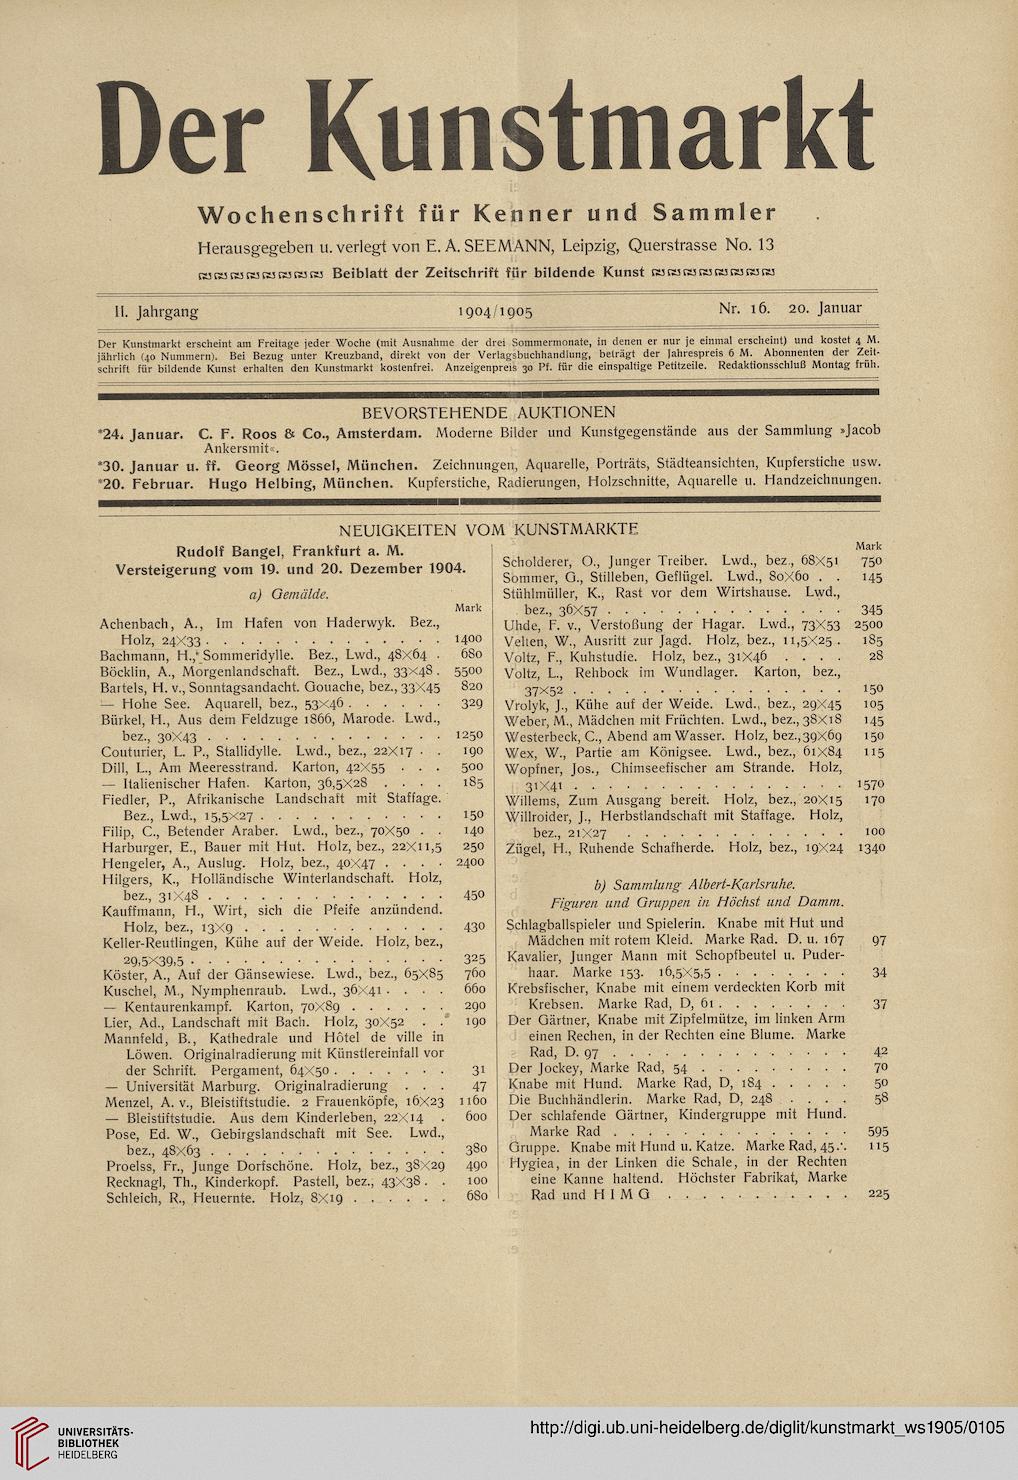 Der Kunstmarkt
Wochenschrift für Kenner und Sammler
Herausgegeben u. verlegt von E. A. SEEMANN, Leipzig, Querstrasse No. 13
Beiblatt der Zeitschrift für bildende Kunst
II. Jahrgang 1904/1905 Nr. 16. 20. Januar
Der Kunstmarkt erscheint am Freitage jeder Woche (mit Ausnahme der drei Sommermonate, in denen er nur je einmal erscheint) und kostet 4 M.
jährlich (40 Nummern). Bei Bezug unter Kreuzband, direkt von der Verlagsbuchhandlung, beträgt der Jahrespreis 6 M. Abonnenten der Zeit-
schrift für bildende Kunst erhalten den Kunstmarkt kostenfrei. Anzeigenpreis 30 Pf. für die einspaltige Petitzeile. Redaktionsschluß Montag früh.
BEVORSTEHENDE AUKTIONEN
*24. Januar. C. F. Roos & Co., Amsterdam. Moderne Bilder und Kunstgegenstände aus der Sammlung »Jacob
Ankersmit«.
*30. Januar u. ff. Georg Mössel, München. Zeichnungen, Aquarelle, Porträts, Städteansichten, Kupferstiche usw.
*20. Februar. Hugo Helbing, München. Kupferstiche, Radierungen, Holzschnitte, Aquarelle u. Handzeichnungen.
NEUIGKEITEN VOM KUNSTMARKTE
Rudolf Bangel, Frankfurt a. M.
Versteigerung vom 19. und 20. Dezember 1904.
a) Gemälde.
Mark
Achenbach, A., Im Hafen von Haderwyk. Bez.,
Holz, 24×33 . . . . . . . . . . . . . . . 1400
Bachmann, H., Sommeridylle. Bez., Lwd., 48×64 . 680
Böcklin, A., Morgenlandschaft. Bez., Lwd., 33×48 . 5500
Bartels, H. v., Sonntagsandacht. Gouache, bez., 33×45 820
— Hohe See. Aquarell, bez., 53×46 . . . . . . 329
Bürkel, H., Aus dem Feldzuge 1866, Marode. Lwd.,
bez., 30×43 . . . . . . . . . . . . . . 1250
Couturier, L. P., Stallidylle. Lwd., bez., 22×17 . . 190
Dill, L., Am Meeresstrand. Karton, 42×55 . . . 500
— Italienischer Hafen. Karton, 36,5×28 . . . . 185
Fiedler, P., Afrikanische Landschaft mit Staffage.
Bez., Lwd., 15,5×27 . . . . . . . . . . . 150
Filip, C., Betender Araber. Lwd., bez., 70×50 . . 140
Harburger, E., Bauer mit Hut. Holz, bez., 22×11,5 250
Hengeler, A., Auslug. Holz, bez., 40×47 . . . . 2400
Hilgers, K., Holländische Winterlandschaft. Holz,
bez., 31×48 . . . . . . . . . . . . . . 450
Kauffmann, H., Wirt, sich die Pfeife anzündend.
Holz, bez., 13×9 . . . . . . . . . . . . 430
Keller-Reutlingen, Kühe auf der Weide. Holz, bez.,
29,5×39,5 . . . . . . . . . . . . . . . 325
Köster, A., Auf der Gänsewiese. Lwd., bez., 65×85 760
Kuschel, M., Nymphenraub. Lwd., 36×41 . . . . 660
— Kentaurenkampf. Karton, 70×89 . . . . . . 290
Lier, Ad., Landschaft mit Bach. Holz, 30×52 . . 190
Mannfeld, B., Kathedrale und Hôtel de ville in
Löwen. Originalradierung mit Künstlereinfall vor
der Schrift. Pergament, 64×50 . . . . . . . 31
— Universität Marburg. Originalradierung . . . 47
Menzel, A. v., Bleistiftstudie. 2 Frauenköpfe, 16×23 1160
— Bleistiftstudie. Aus dem Kinderleben, 22×14 . 600
Pose, Ed. W., Gebirgslandschaft mit See. Lwd.,
bez., 48×63 . . . . . . . . . . . . . . 380
Proelss, Fr., Junge Dorfschöne. Holz, bez., 38×29 490
Recknagl, Th., Kinderkopf. Pastell, bez., 43×38 . . 100
Schleich, R., Heuernte. Holz, 8×19 . . . . . . 680
Mark
Scholderer, O., Junger Treiber. Lwd., bez., 68×51 750
Sommer, G., Stilleben, Geflügel. Lwd., 80×60 . . 145
Stühlmüller, K., Rast vor dem Wirtshause. Lwd.,
bez., 36×57 . . . . . . . . . . . . . . 345
Uhde, F. v., Verstoßung der Hagar. Lwd., 73×53 2500
Velten, W., Ausritt zur Jagd. Holz, bez., 11,5×25 . 185
Voltz, F., Kuhstudie. Holz, bez., 31×46 . . . . 28
Voltz, L., Rehbock im Wundlager. Karton, bez.,
37×52 . . . . . . . . . . . . . . . . 150
Vrolyk, J., Kühe auf der Weide. Lwd., bez., 29×45 105
Weber, M., Mädchen mit Früchten. Lwd., bez., 38×18 145
Westerbeck, C., Abend am Wasser. Holz, bez., 39×69 150
Wex, W., Partie am Königsee. Lwd., bez., 61×84 115
Wopfner, Jos., Chimseefischer am Strande. Holz,
31×41 . . . . . . . . . . . . . . . . 1570
Willems, Zum Ausgang bereit. Holz, bez., 20×15 170
Willroider, J., Herbstlandschaft mit Staffage. Holz,
bez., 21×27 . . . . . . . . . . . . . 100
Zügel, H., Ruhende Schafherde. Holz, bez., 19×24 1340
b) Sammlung Albert-Karlsruhe.
Figuren und Gruppen in Höchst und Damm.
Schlagballspieler und Spielerin. Knabe mit Hut und
Mädchen mit rotem Kleid. Marke Rad. D. u. 167 97
Kavalier, Junger Mann mit Schopfbeutel u. Puder-
haar. Marke 153. 16,5×5,5 . . . . . . . . 34
Krebsfischer, Knabe mit einem verdeckten Korb mit
Krebsen. Marke Rad, D, 61 . . . . . . . . 37
Der Gärtner, Knabe mit Zipfelmütze, im linken Arm
einen Rechen, in der Rechten eine Blume. Marke
Rad, D. 97 . . . . . . . . . . . . . . 42
Der Jockey, Marke Rad, 54 . . . . . . . . . 70
Knabe mit Hund. Marke Rad, D, 184 . . . . . 50
Die Buchhändlerin. Marke Rad, D, 248 . . . . 58
Der schlafende Gärtner, Kindergruppe mit Hund.
Marke Rad . . . . . . . . . . . . . . 595
Gruppe. Knabe mit Hund u. Katze. Marke Rad, 45 . . 115
Hygiea, in der Linken die Schale, in der Rechten
eine Kanne haltend. Höchster Fabrikat, Marke
Rad und H I M G . . . . . . . . . . . 225
UNIVERSITÄTS-
BIBLIOTHEK
HEIDELBERG
http://digi.ub.uni-heidelberg.de/diglit/kunstmarkt_ws1905/0105